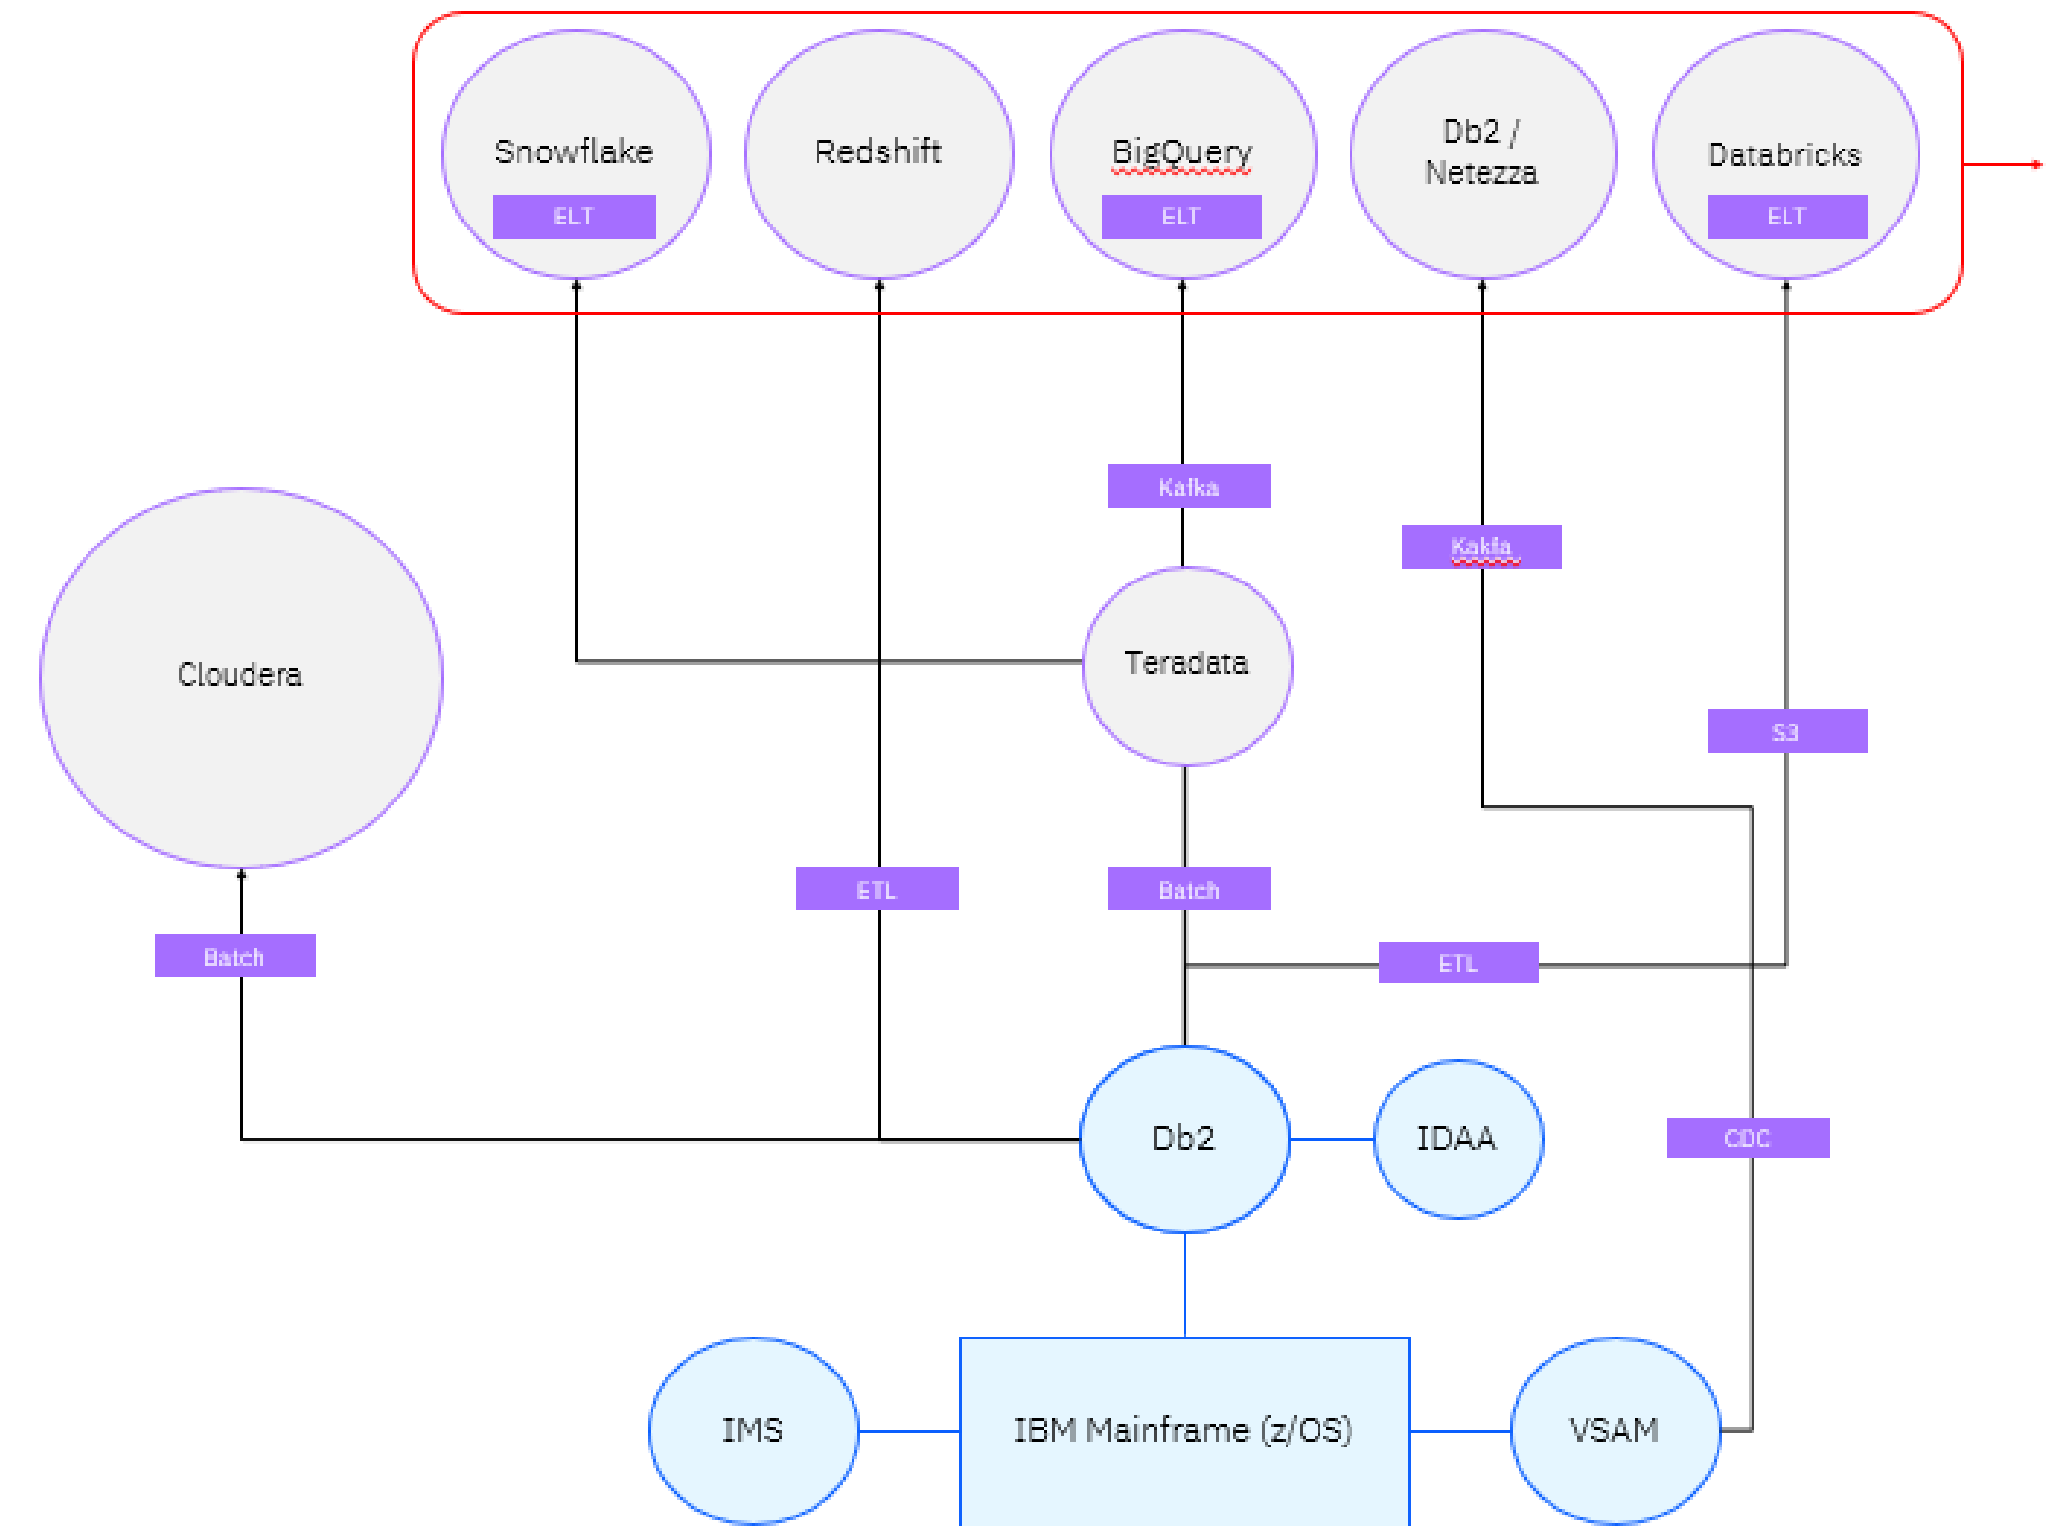 Snowflake
ELT
Redshift
BigQuery
ELT
Db2 /
Netezza
Databricks
ELT
Kafka
Kakfa
Cloudera
Teradata
S3
ETL
Batch
Batch
ETL
Db2
IDAA
CDC
IMS
IBM Mainframe (z/OS)
VSAM